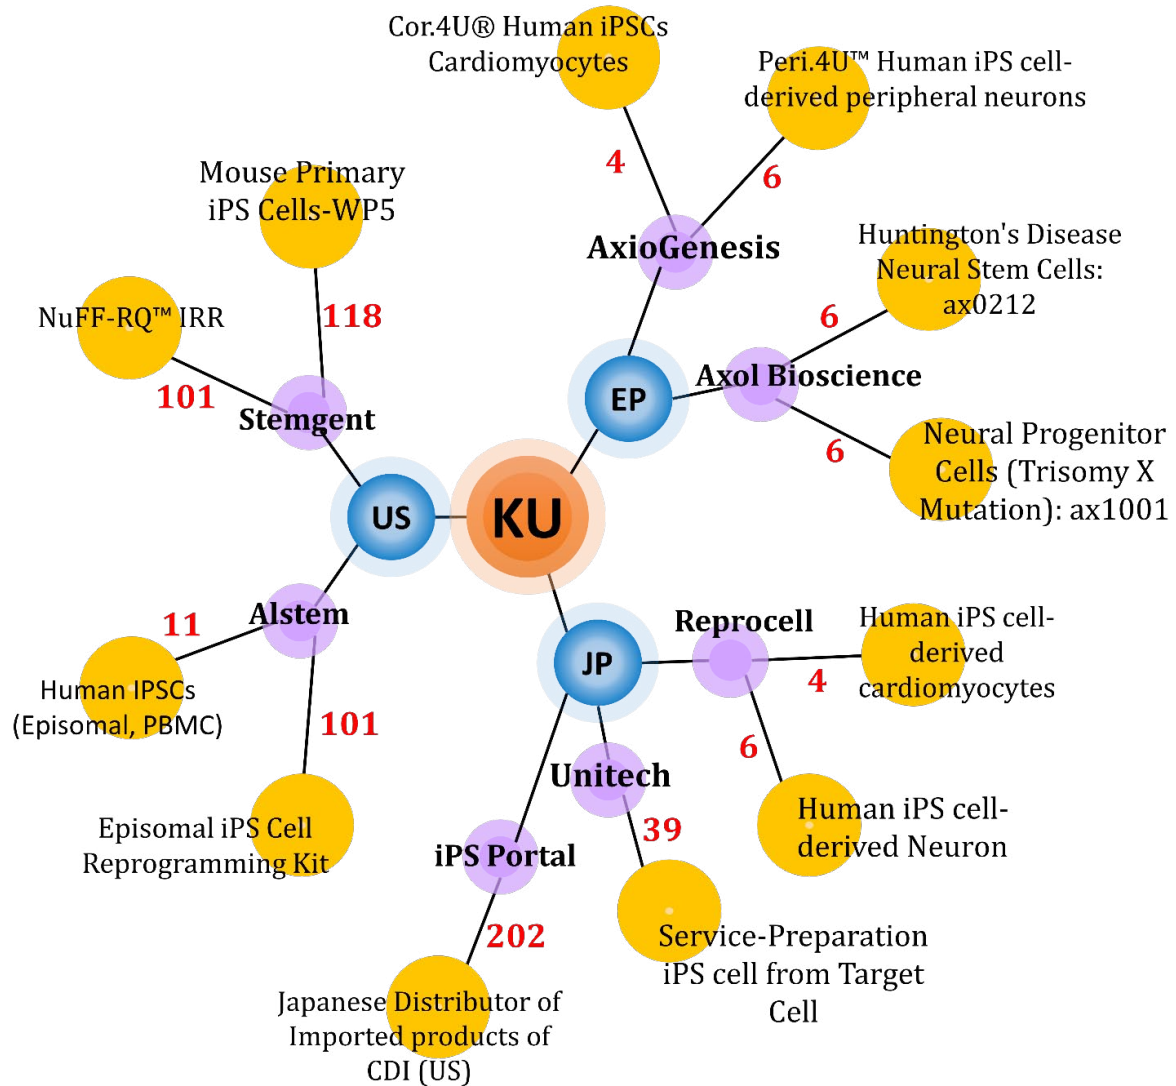 Cor.4U® Human iPSCs
Cardiomyocytes
Peri.4U™ Human iPS cell-
derived peripheral neurons
4
6
Mouse Primary
iPS Cells-WP5
AxioGenesis
Huntington's Disease
Neural Stem Cells:
ax0212
NuFF-RQ™ IRR
118
101
6
Stemgent
EP
Axol Bioscience
6
Neural Progenitor
Cells (Trisomy X
Mutation): ax1001
US
KU
Alstem
11
Human IPSCs
(Episomal, PBMC)
101
Episomal iPS Cell
Reprogramming Kit
JP
Reprocell
4
Human iPS cell-
derived
cardiomyocytes
6
Human iPS cell-
derived Neuron
Unitech
39
Service-Preparation
iPS cell from Target
Cell
iPS Portal
202
Japanese Distributor of
Imported products of
CDI (US)